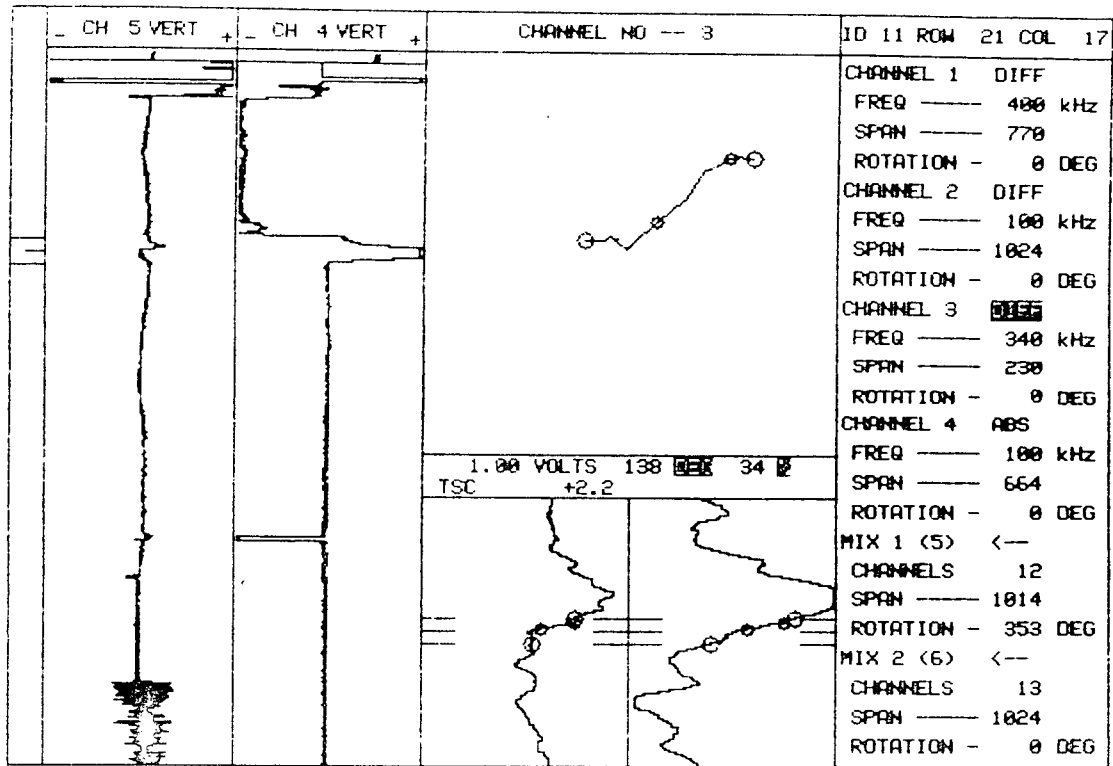 _ CH 5 VERT +
_ CH 4 VERT +
CHANNEL NO -- 3
1.00 VOLTS 138 DEG 34
TSC +2.2
ID 11 ROW 21 COL 17
CHANNEL 1 DIFF
FREQ ----- 400 kHz
SPAN ----- 770
ROTATION - 0 DEG
CHANNEL 2 DIFF
FREQ ----- 100 kHz
SPAN ----- 1024
ROTATION - 0 DEG
CHANNEL 3 DIFF
FREQ ----- 340 kHz
SPAN ----- 230
ROTATION - 0 DEG
CHANNEL 4 ABS
FREQ ----- 100 kHz
SPAN ----- 664
ROTATION - 0 DEG
MIX 1 (5) <--
CHANNELS 12
SPAN ----- 1014
ROTATION - 353 DEG
MIX 2 (6) <--
CHANNELS 13
SPAN ----- 1024
ROTATION - 0 DEG